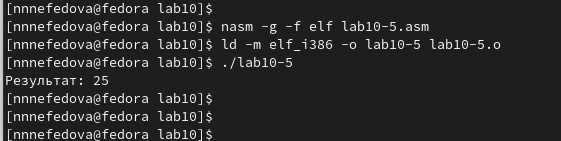 [nnnefedova@fedora lab10]$
[nnnefedova@fedora lab10]$ nasm -g -f elf lab10-5.asm
[nnnefedova@fedora lab10]$ ld -m elf_i386 -o lab10-5 lab10-5.o
[nnnefedova@fedora lab10]$ ./lab10-5
Результат: 25
[nnnefedova@fedora lab10]$
[nnnefedova@fedora lab10]$
[nnnefedova@fedora lab10]$